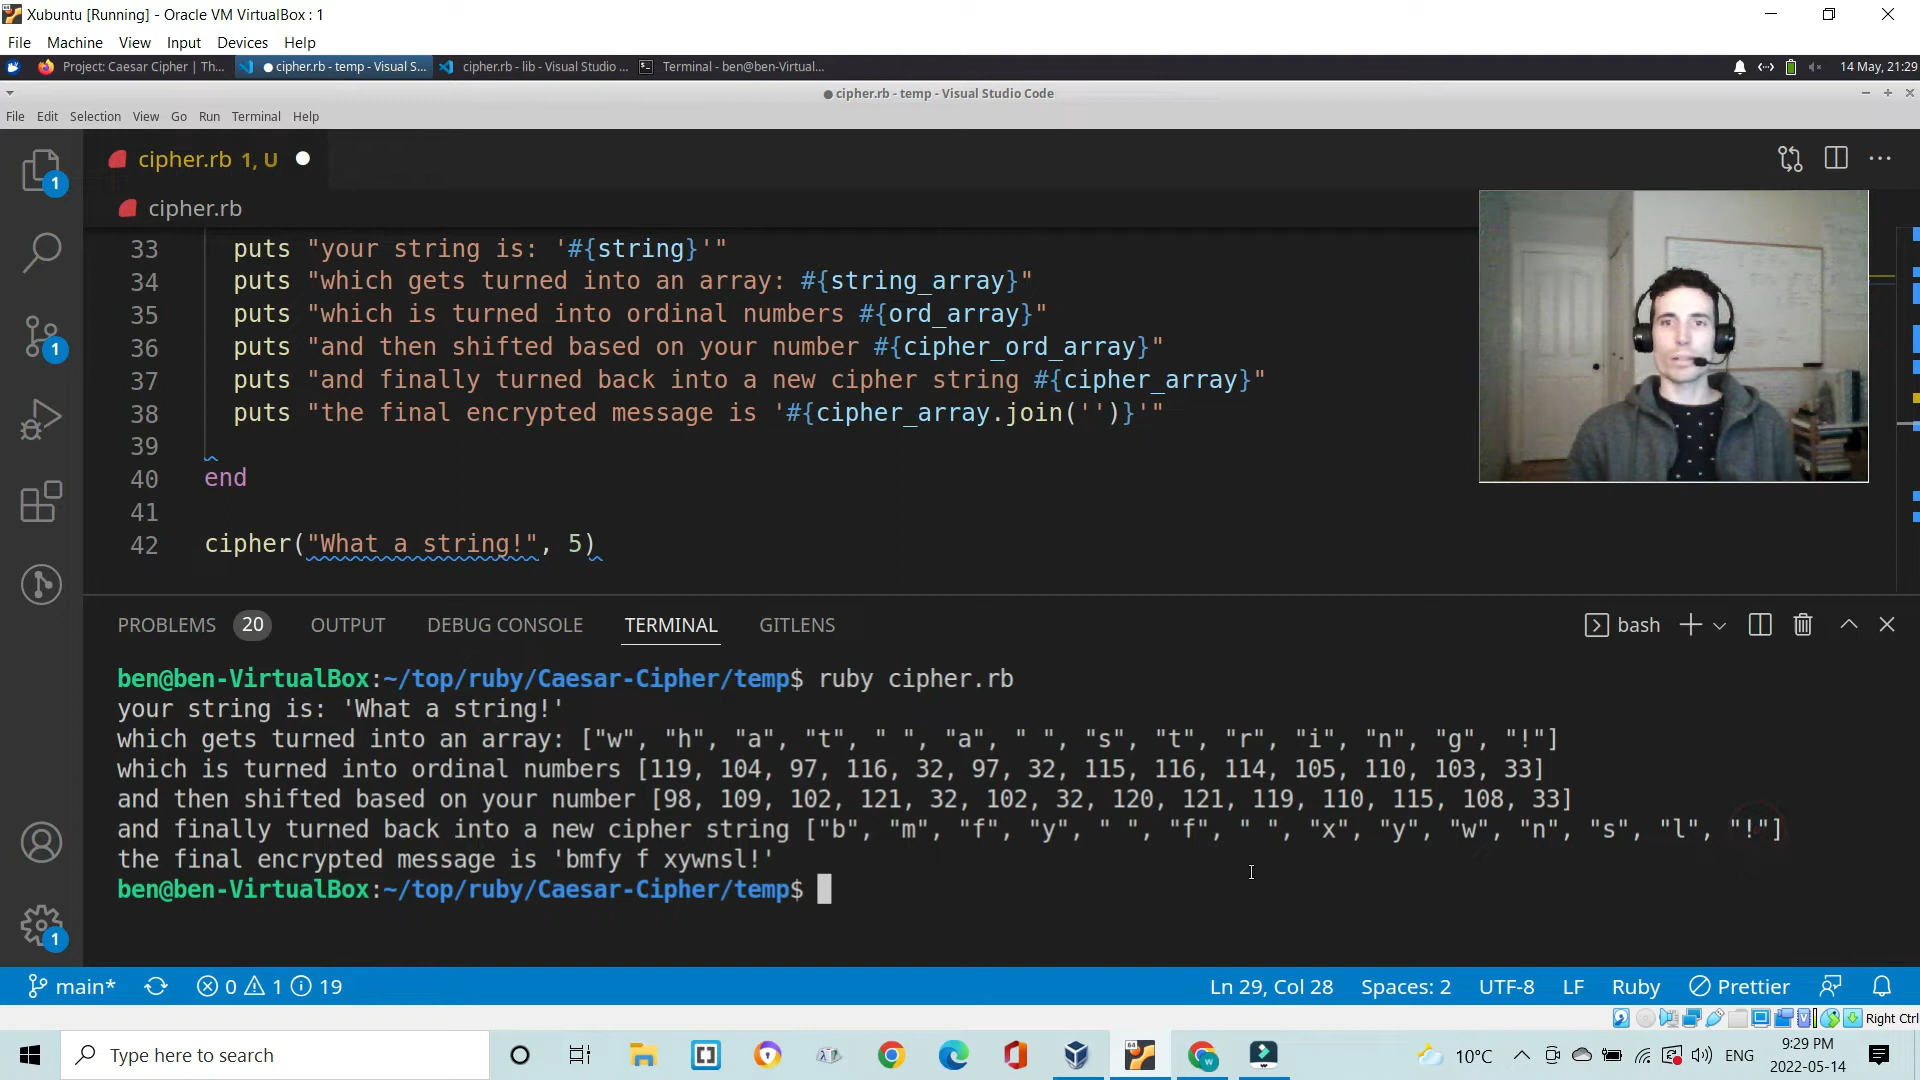 Xubuntu [Running] - Oracle VM VirtualBox : 1
File Machine View Input Devices Help
Project: Caesar Cipher | Th... ● cipher.rb - temp - Visual S... cipher.rb - lib - Visual Studio ... Terminal - ben@ben-Virtual... 14 May, 21:29
● cipher.rb - temp - Visual Studio Code
File Edit Selection View Go Run Terminal Help
cipher.rb 1, U
cipher.rb
33 puts "your string is: '#{string}'"
34 puts "which gets turned into an array: #{string_array}"
35 puts "which is turned into ordinal numbers #{ord_array}"
36 puts "and then shifted based on your number #{cipher_ord_array}"
37 puts "and finally turned back into a new cipher string #{cipher_array}"
38 puts "the final encrypted message is '#{cipher_array.join('')}'"
39
40 end
41
42 cipher("What a string!", 5)
PROBLEMS 20 OUTPUT DEBUG CONSOLE TERMINAL GITLENS bash
ben@ben-VirtualBox:~/top/ruby/Caesar-Cipher/temp$ ruby cipher.rb
your string is: 'What a string!'
which gets turned into an array: ["w", "h", "a", "t", " ", "a", " ", "s", "t", "r", "i", "n", "g", "!"]
which is turned into ordinal numbers [119, 104, 97, 116, 32, 97, 32, 115, 116, 114, 105, 110, 103, 33]
and then shifted based on your number [98, 109, 102, 121, 32, 102, 32, 120, 121, 119, 110, 115, 108, 33]
and finally turned back into a new cipher string ["b", "m", "f", "y", " ", "f", " ", "x", "y", "w", "n", "s", "l", "!"]
the final encrypted message is 'bmfy f xywnsl!'
ben@ben-VirtualBox:~/top/ruby/Caesar-Cipher/temp$
1
1
1
main* 0 1 19 Ln 29, Col 28 Spaces: 2 UTF-8 LF Ruby Prettier
Right Ctrl
Type here to search 10°C ENG 9:29 PM
2022-05-14